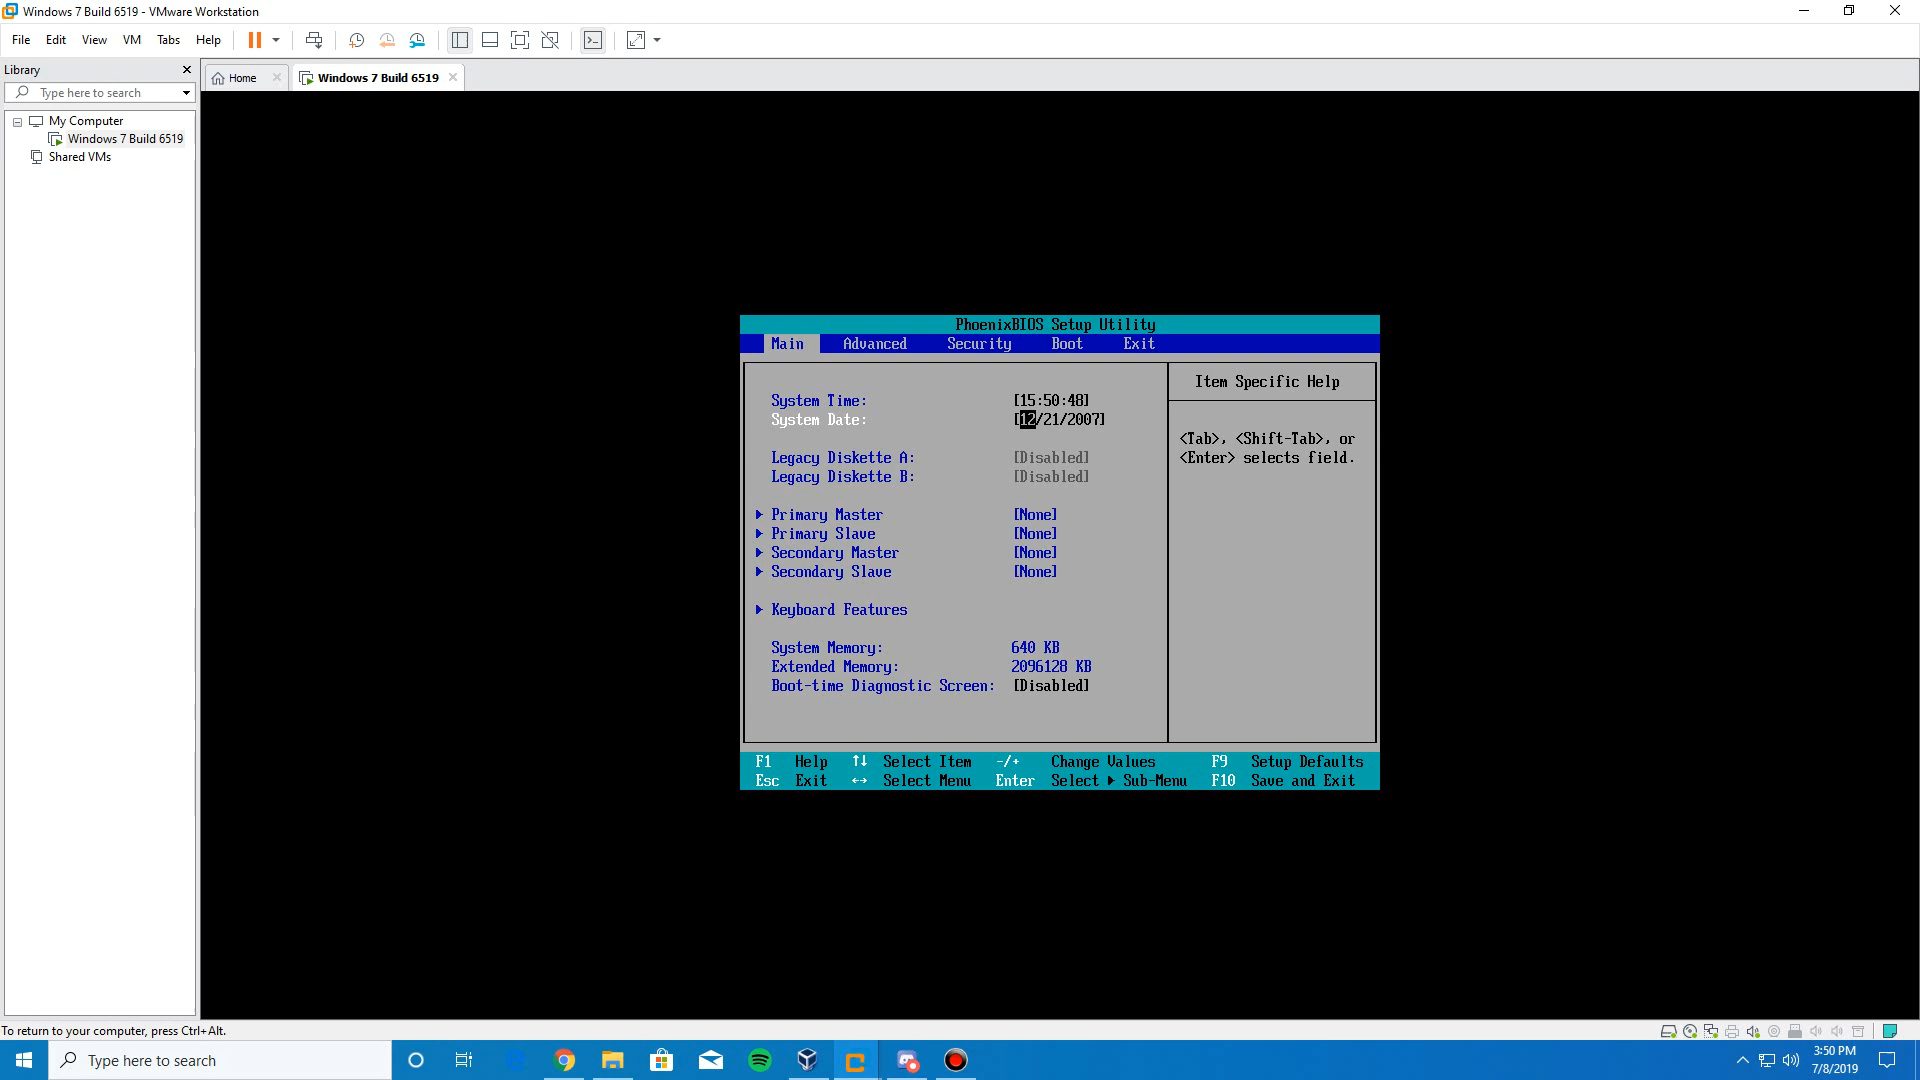 Windows 7 Build 6519 - VMware Workstation
File Edit View VM Tabs Help
Library
Home
Windows 7 Build 6519
Type here to search
My Computer
Windows 7 Build 6519
Shared VMs
PhoenixBIOS Setup Utility
Main Advanced Security Boot Exit
Item Specific Help
System Time: [15:50:48]
System Date: [12/21/2007]
<Tab>, <Shift-Tab>, or
<Enter> selects field.
Legacy Diskette A: [Disabled]
Legacy Diskette B: [Disabled]
Primary Master [None]
Primary Slave [None]
Secondary Master [None]
Secondary Slave [None]
Keyboard Features
System Memory: 640 KB
Extended Memory: 2096128 KB
Boot-time Diagnostic Screen: [Disabled]
F1 Help ↑↓ Select Item -/+ Change Values F9 Setup Defaults
Esc Exit ↔ Select Menu Enter Select ▶ Sub-Menu F10 Save and Exit
To return to your computer, press Ctrl+Alt.
Type here to search
3:50 PM
7/8/2019